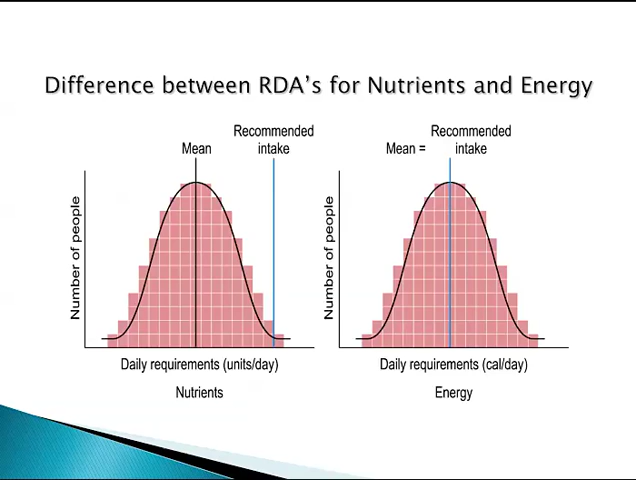 Difference between RDA's for Nutrients and Energy
Recommended
Mean intake
Recommended
Mean = intake
Number of people
Number of people
Daily requirements (units/day)
Daily requirements (cal/day)
Nutrients
Energy